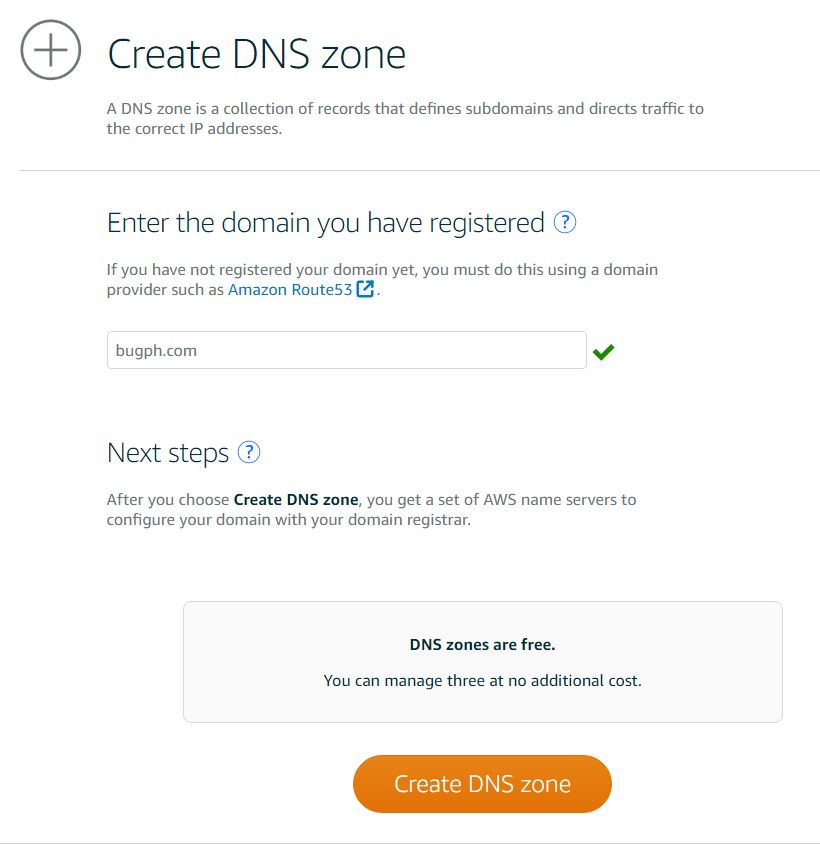 Create DNS zone
A DNS zone is a collection of records that defines subdomains and directs traffic to
the correct IP addresses.
Enter the domain you have registered ?
If you have not registered your domain yet, you must do this using a domain
provider such as Amazon Route53 .
bugph.com
Next steps ?
After you choose Create DNS zone, you get a set of AWS name servers to
configure your domain with your domain registrar.
DNS zones are free.
You can manage three at no additional cost.
Create DNS zone